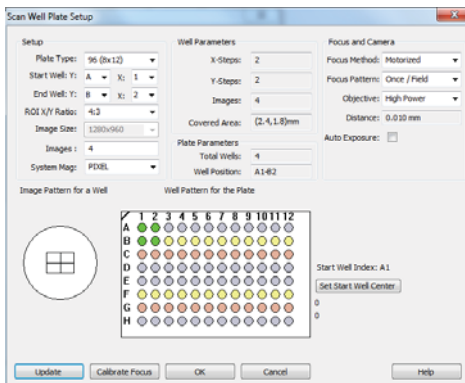 Scan Well Plate Setup
Setup
Plate Type: 96 (8x12)
Start Well: Y: A X: 1
End Well: Y: B X: 2
ROI X/Y Ratio: 4:3
Image Size: 1280x960
Images : 4
System Mag: PIXEL
Well Parameters
X-Steps: 2
Y-Steps: 2
Images: 4
Covered Area: (2.4,1.8)mm
Plate Parameters
Total Wells: 4
Well Position: A1-B2
Focus and Camera
Focus Method: Motorized
Focus Pattern: Once / Field
Objective: High Power
Distance: 0.010 mm
Auto Exposure:
Image Pattern for a Well
Well Pattern for the Plate
1 2 3 4 5 6 7 8 9 10 11 12
A
B
C
D
E
F
G
H
Start Well Index: A1
Set Start Well Center
0
0
Update Calibrate Focus OK Cancel Help